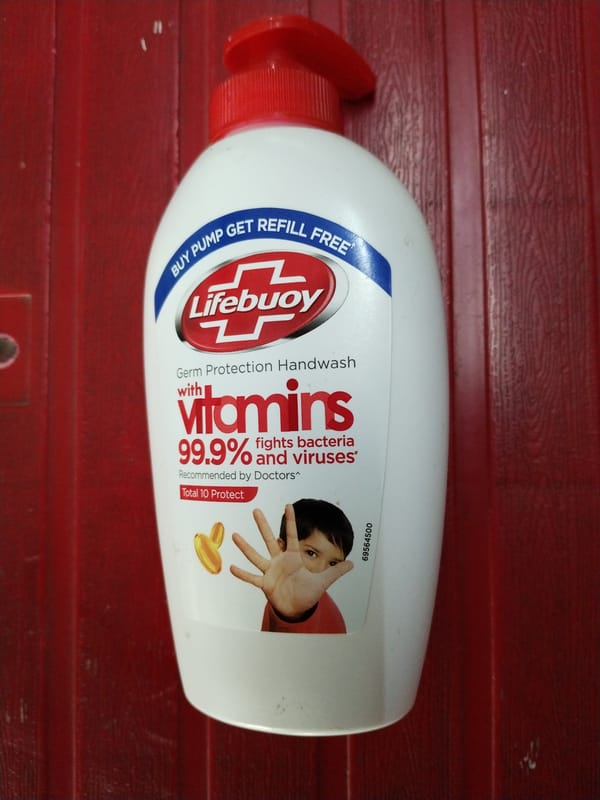 BUY PUMP GET REFILL FREE†
Lifebuoy
Germ Protection Handwash
with
vitamins
99.9% fights bacteria
and viruses*
Recommended by Doctors^
Total 10 Protect
69564500